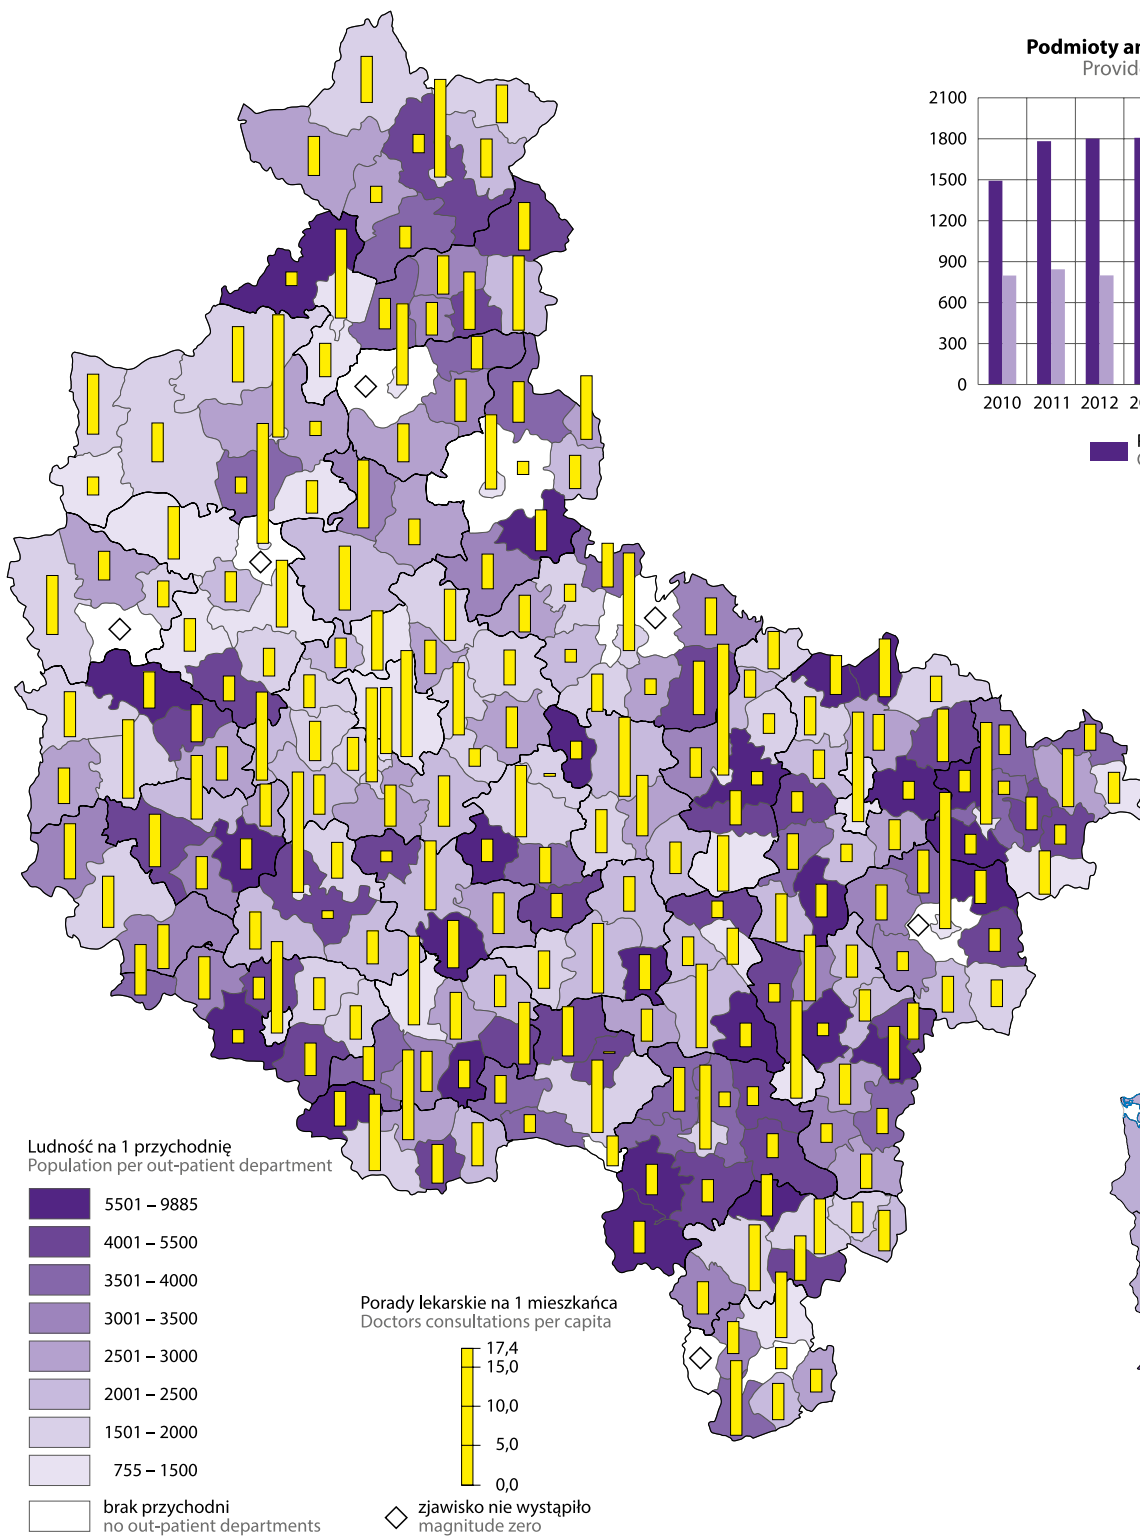 Podmioty a
Provid
2100
1800
1500
1200
900
600
300
0
2010 2011 2012 2
Ludność na 1 przychodnię
Population per out-patient department
5501 – 9885
4001 – 5500
3501 – 4000
3001 – 3500
2501 – 3000
2001 – 2500
1501 – 2000
755 – 1500
brak przychodni
no out-patient departments
Porady lekarskie na 1 mieszkańca
Doctors consultations per capita
17,4
15,0
10,0
5,0
0,0
zjawisko nie wystąpiło
magnitude zero